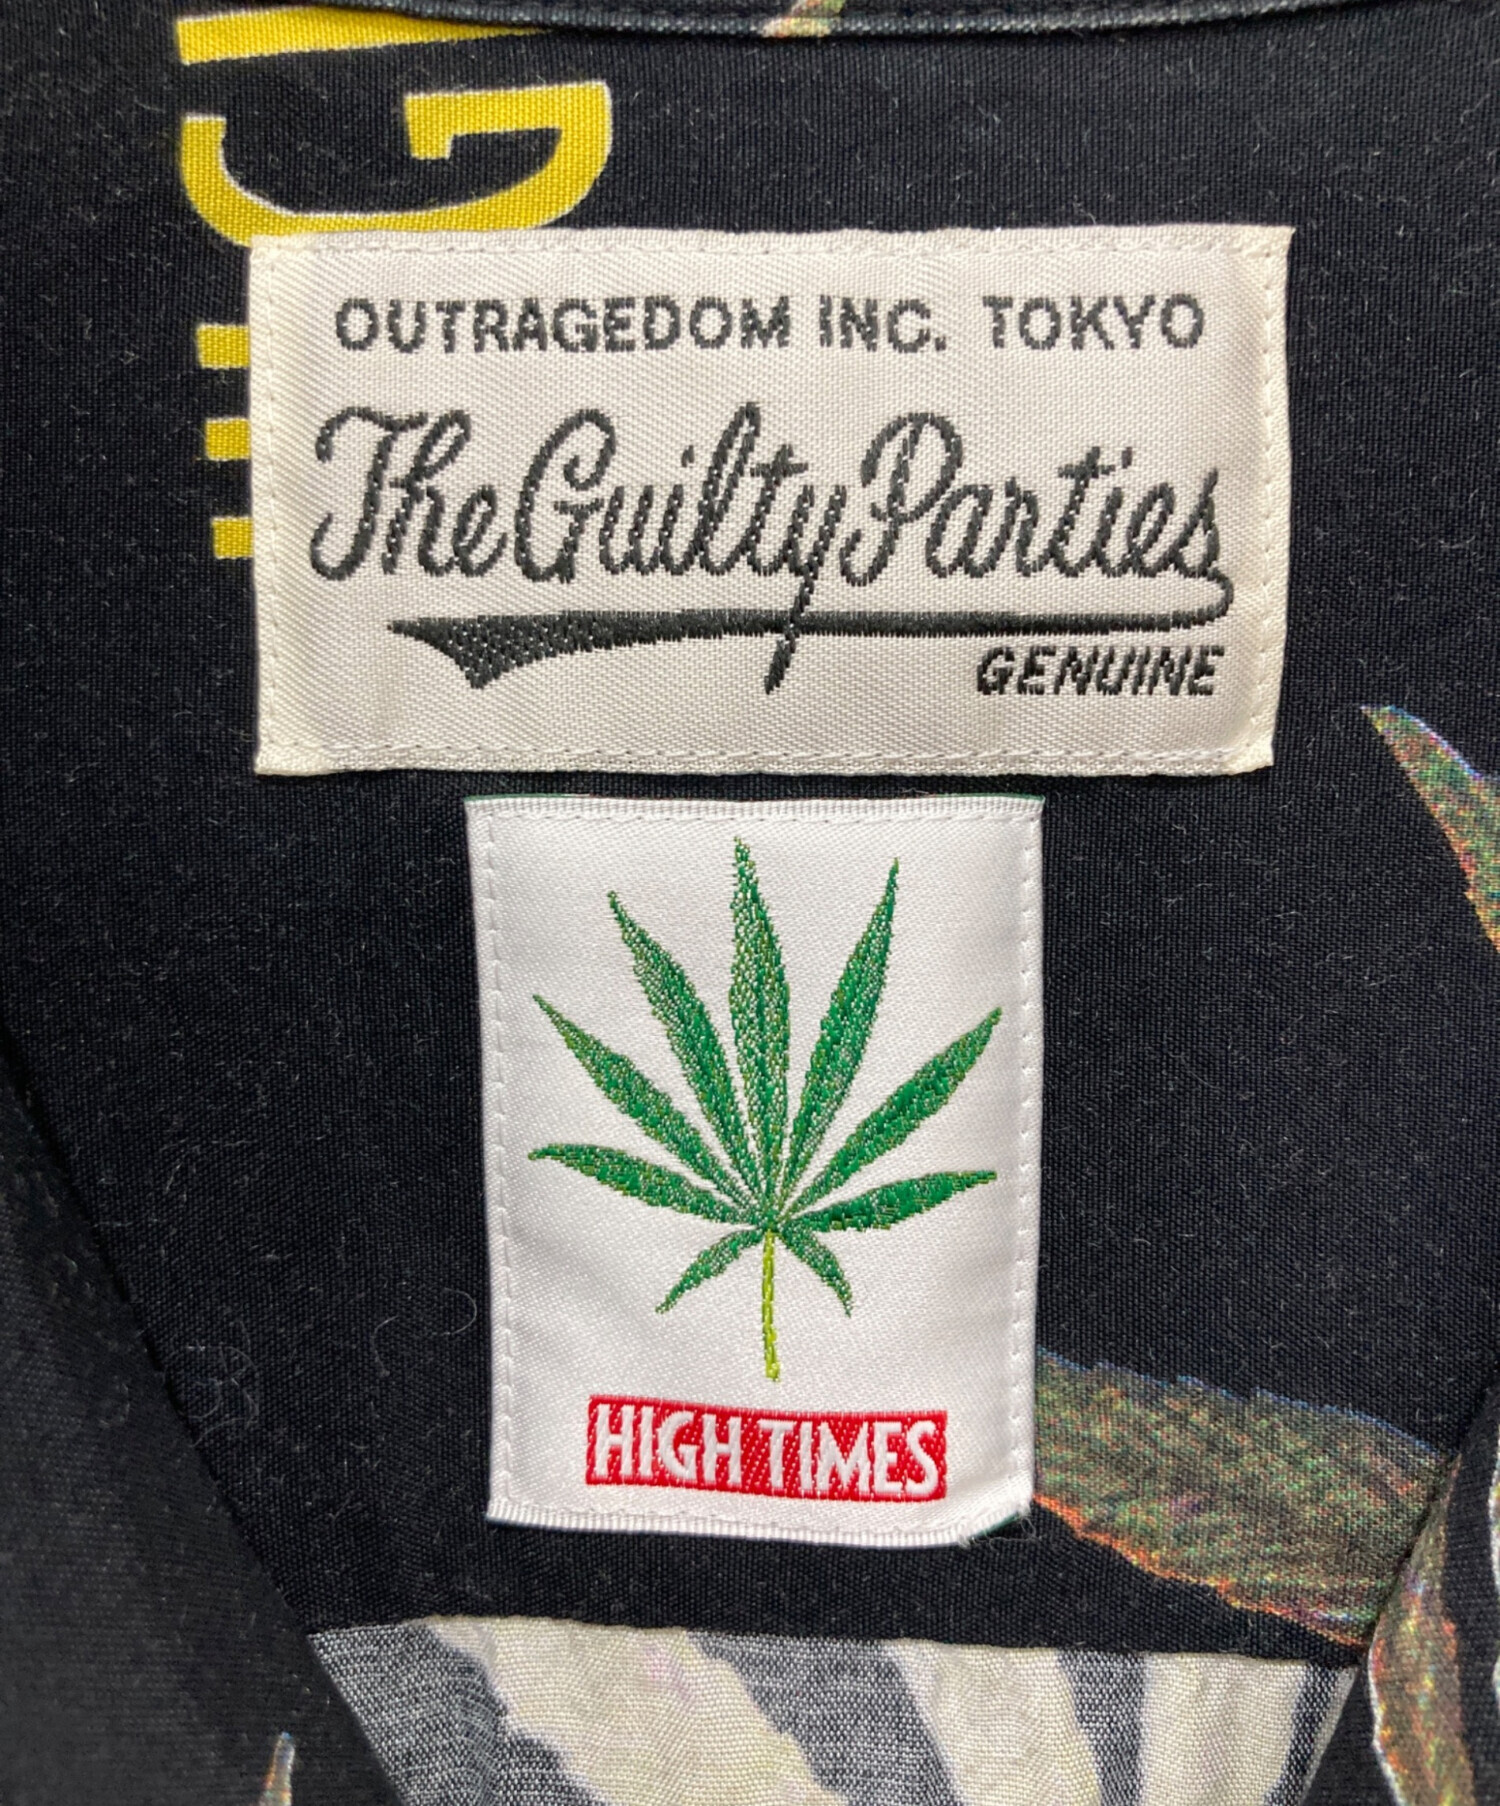 G
OUTRAGEDOM INC. TOKYO
The Guilty Parties
GENUINE
HIGH TIMES